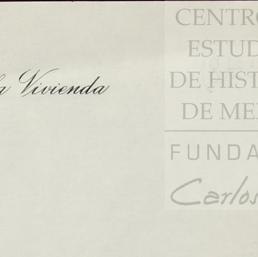 la Vivienda
CENTRO
ESTUD
DE HIST
DE ME
FUNDA
Carlos